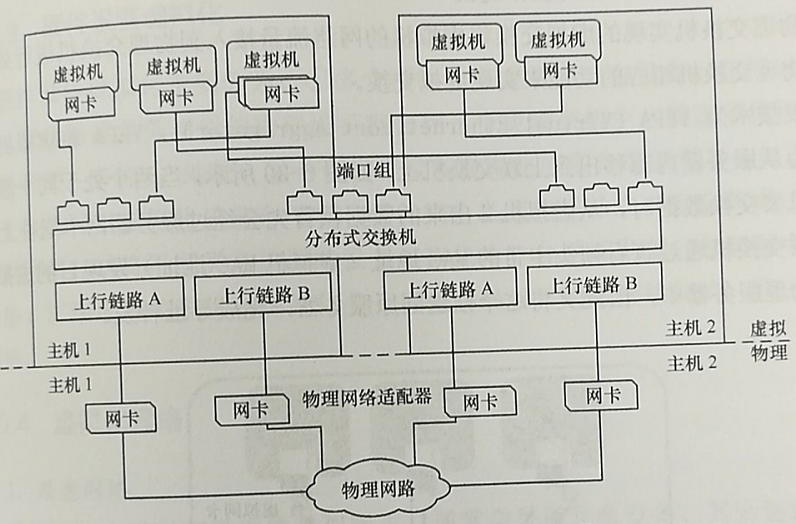 虚拟机
网卡
虚拟机
网卡
虚拟机
网卡
虚拟机
网卡
虚拟机
网卡
端口组
分布式交换机
上行链路 A
上行链路 B
上行链路 A
上行链路 B
主机 1
主机 2
虚拟
主机 1
主机 2
物理
网卡
网卡
物理网络适配器
网卡
网卡
物理网路